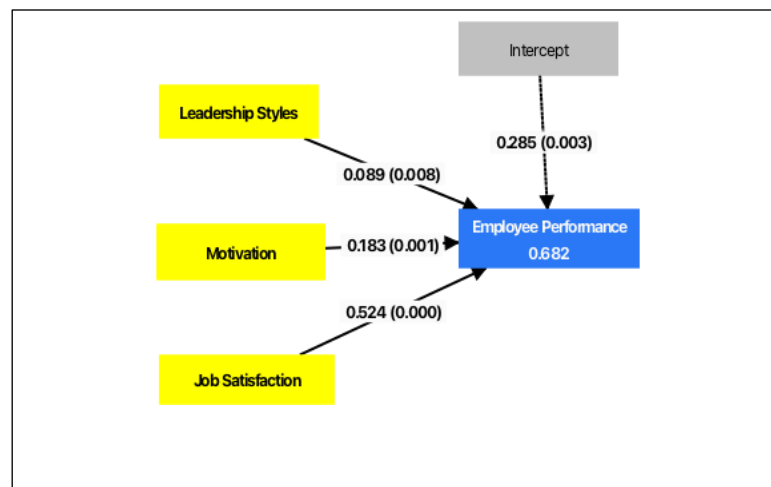 Intercept
Leadership Styles
0.285 (0.003)
0.089 (0.008)
Employee Performance
0.682
Motivation
0.183 (0.001)
0.524 (0.000)
Job Satisfaction